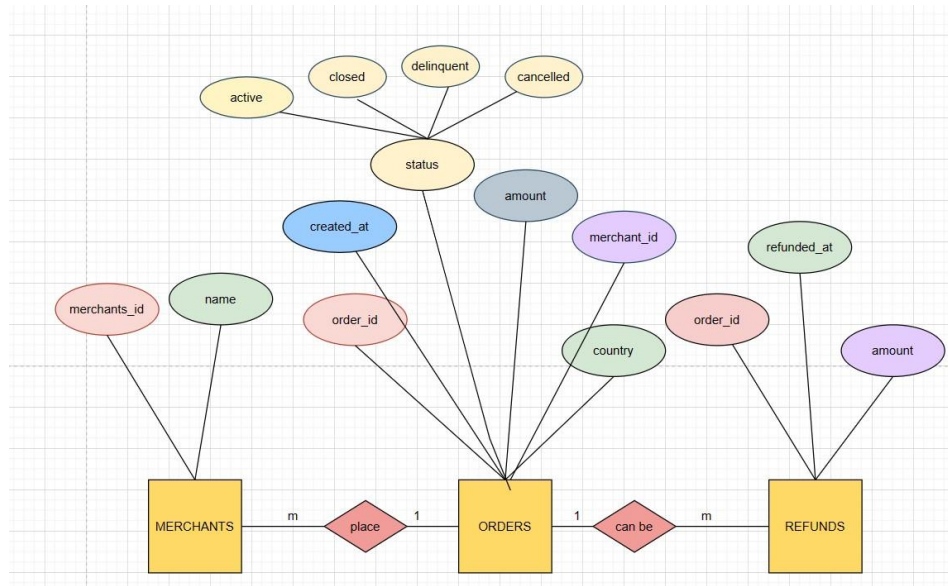 delinquent
closed
cancelled
active
status
amount
created_at
merchant_id
refunded_at
name
merchants_id
order_id
order_id
country
amount
MERCHANTS
m
place
1
ORDERS
1
can be
m
REFUNDS